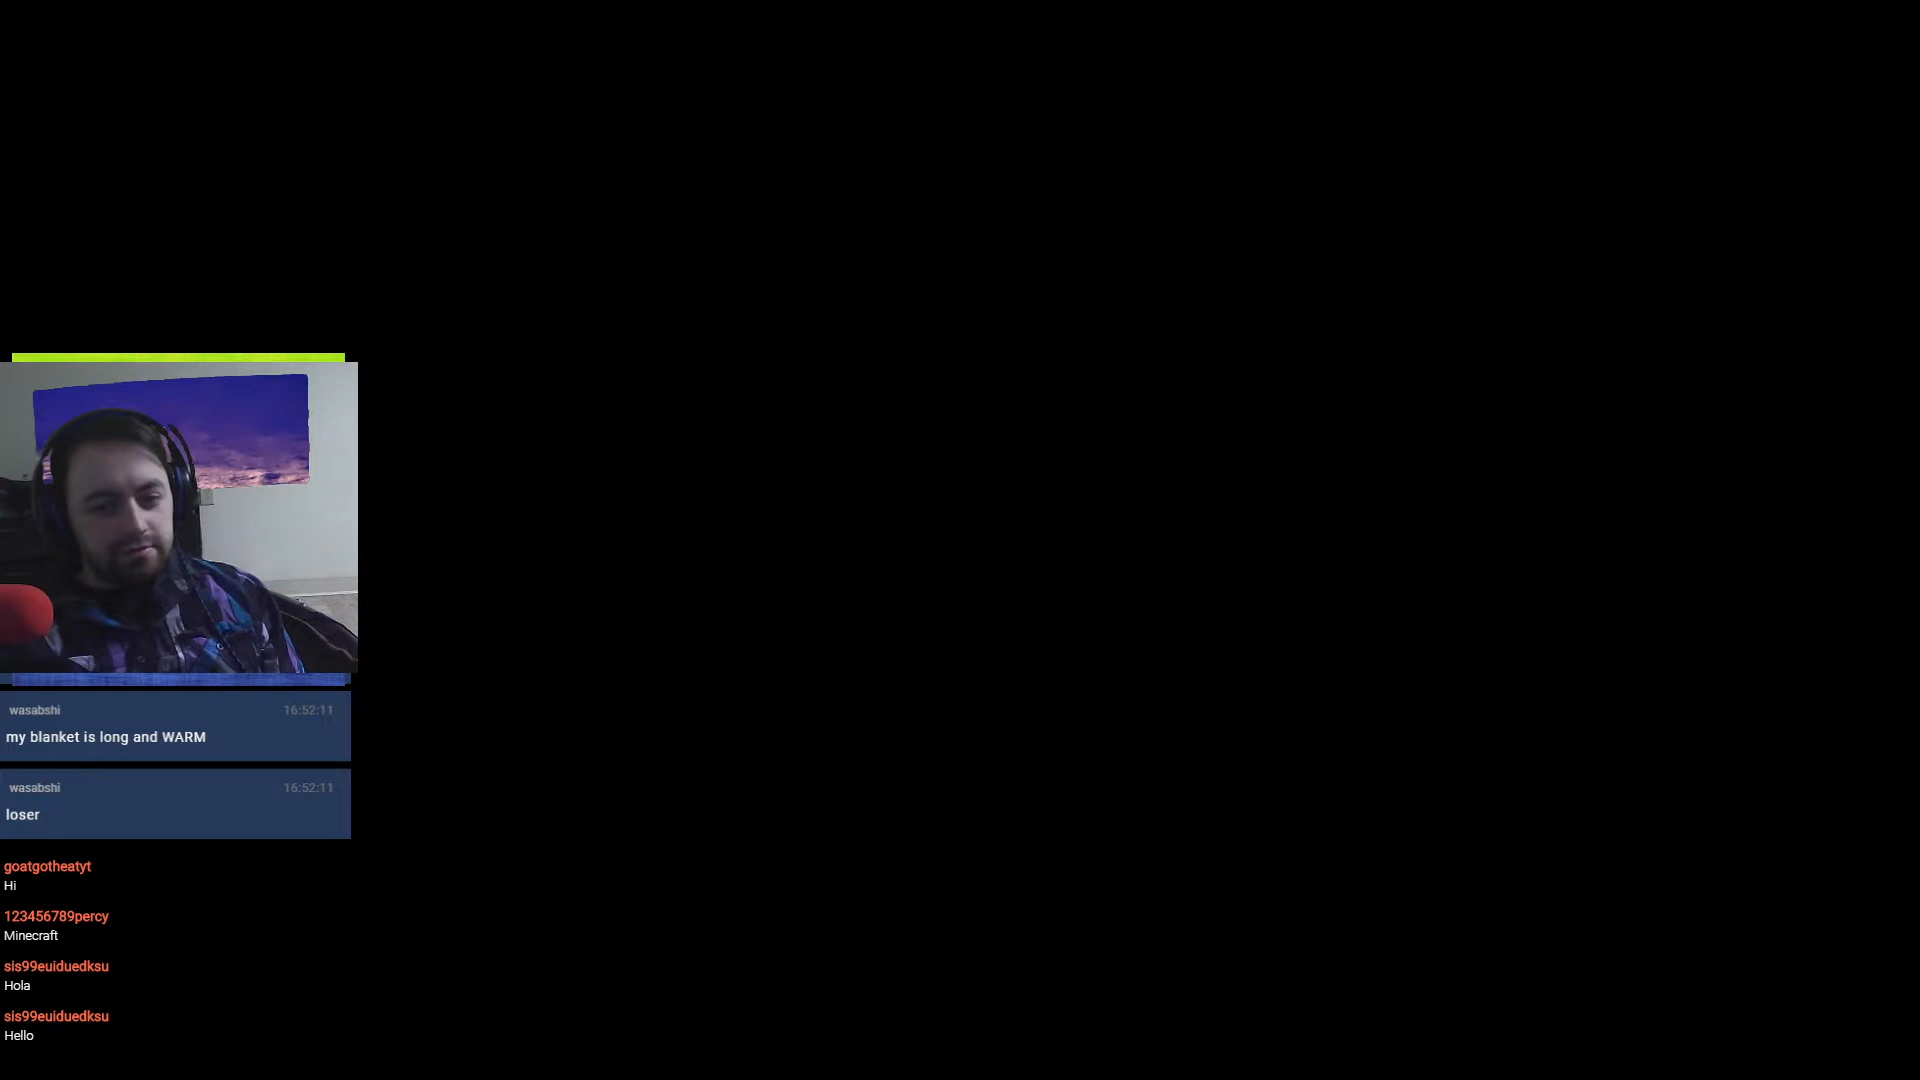 wasabshi 16:52:11
my blanket is long and WARM
wasabshi 16:52:11
loser
goatgotheatyt
Hi
123456789percy
Minecraft
sis99euiduedksu
Hola
sis99euiduedksu
Hello